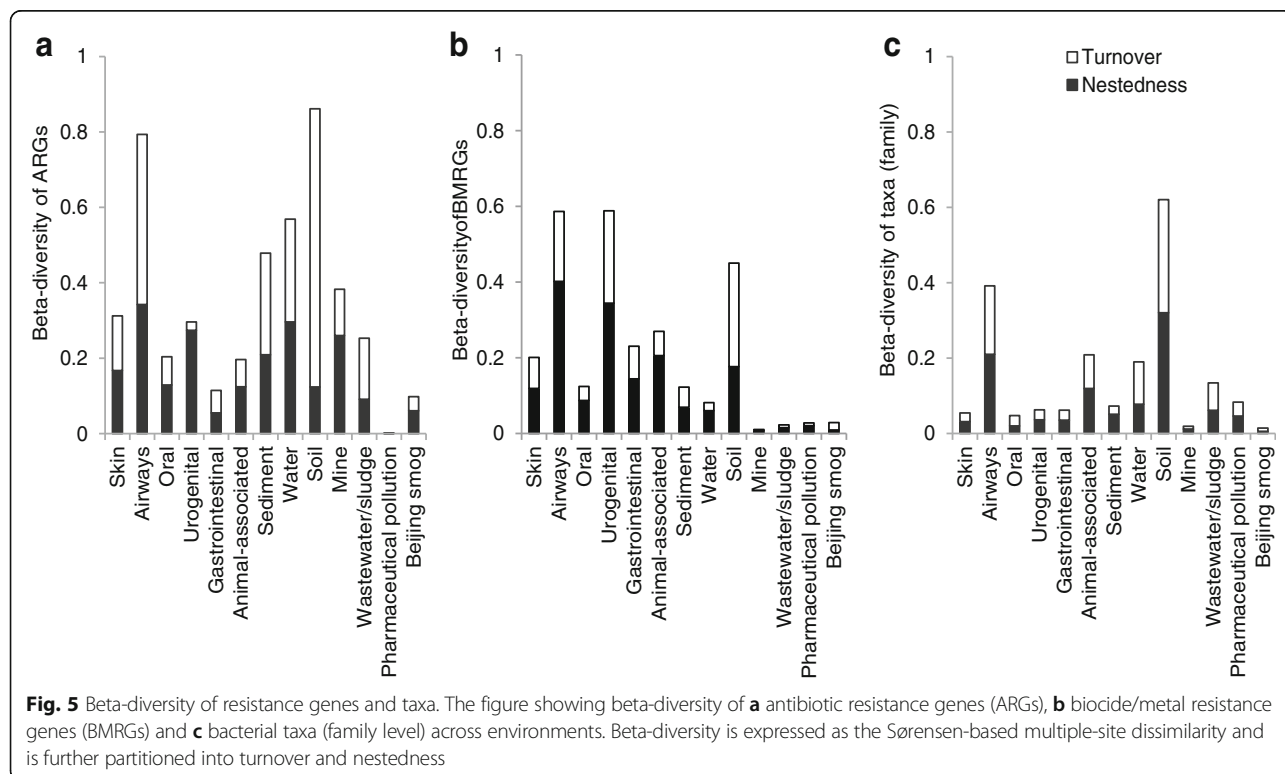 a
b
c
1
0.8
0.6
0.4
0.2
0
Beta-diversity of ARGs
Skin
Airways
Oral
Urogenital
Gastrointestinal
Animal-associated
Sediment
Water
Soil
Mine
Wastewater/sludge
Pharmaceutical pollution
Beijing smog
1
0.8
0.6
0.4
0.2
0
Beta-diversityofBMRGs
Skin
Airways
Oral
Urogenital
Gastrointestinal
Animal-associated
Sediment
Water
Soil
Mine
Wastewater/sludge
Pharmaceutical pollution
Beijing smog
1
0.8
0.6
0.4
0.2
0
Beta-diversity of taxa (family)
Turnover
Nestedness
Skin
Airways
Oral
Urogenital
Gastrointestinal
Animal-associated
Sediment
Water
Soil
Mine
Wastewater/sludge
Pharmaceutical pollution
Beijing smog
Fig. 5 Beta-diversity of resistance genes and taxa. The figure showing beta-diversity of a antibiotic resistance genes (ARGs), b biocide/metal resistance
genes (BMRGs) and c bacterial taxa (family level) across environments. Beta-diversity is expressed as the Sørensen-based multiple-site dissimilarity and
is further partitioned into turnover and nestedness